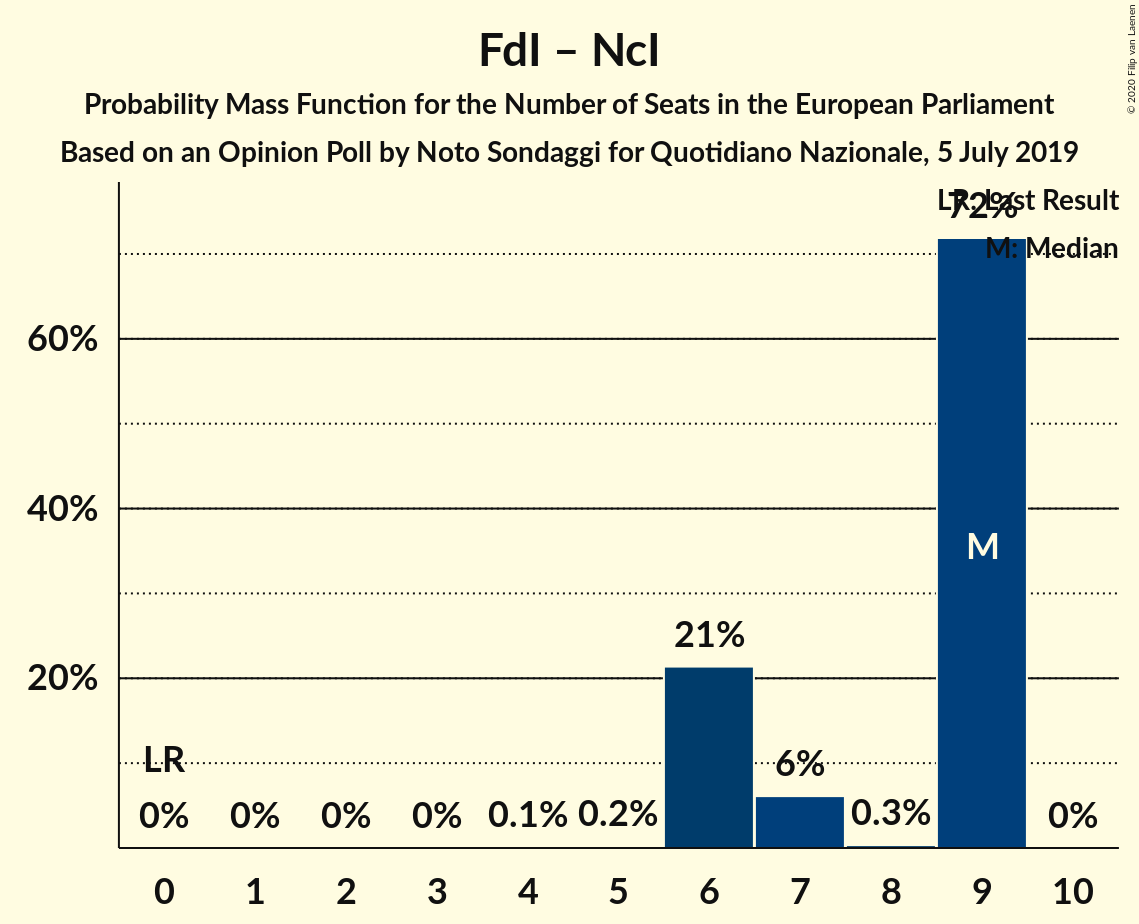 FdI – NcI
Probability Mass Function for the Number of Seats in the European Parliament
Based on an Opinion Poll by Noto Sondaggi for Quotidiano Nazionale, 5 July 2019
© 2020 Filip van Laenen
LR: Last Result
72%
M: Median
60%
40%
M
21%
20%
LR
6%
0% 0% 0% 0% 0.1% 0.2% 0.3% 0%
0 1 2 3 4 5 6 7 8 9 10